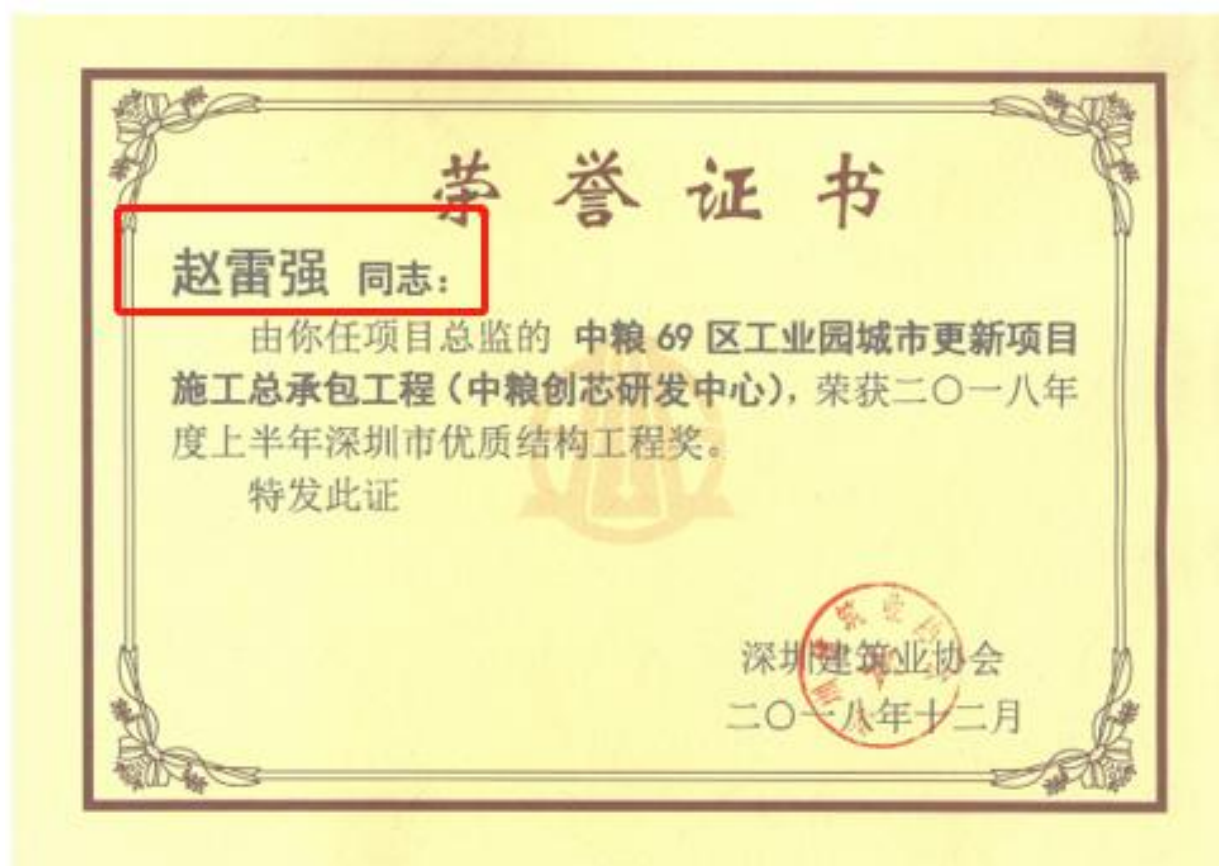 荣誉证书
赵雷强 同志：
由你任项目总监的 中粮 69 区工业园城市更新项目
施工总承包工程（中粮创芯研发中心），荣获二〇一八年
度上半年深圳市优质结构工程奖。
特发此证
深圳建筑业协会
二〇一八年十二月